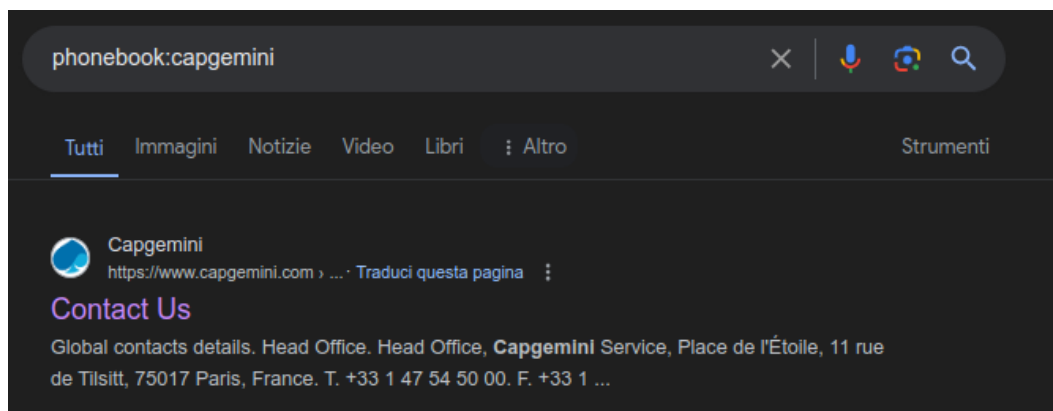 phonebook:capgemini
Tutti Immagini Notizie Video Libri ⋮ Altro Strumenti
Capgemini
https://www.capgemini.com › ... · Traduci questa pagina ⋮
Contact Us
Global contacts details. Head Office. Head Office, Capgemini Service, Place de l'Étoile, 11 rue
de Tilsitt, 75017 Paris, France. T. +33 1 47 54 50 00. F. +33 1 ...